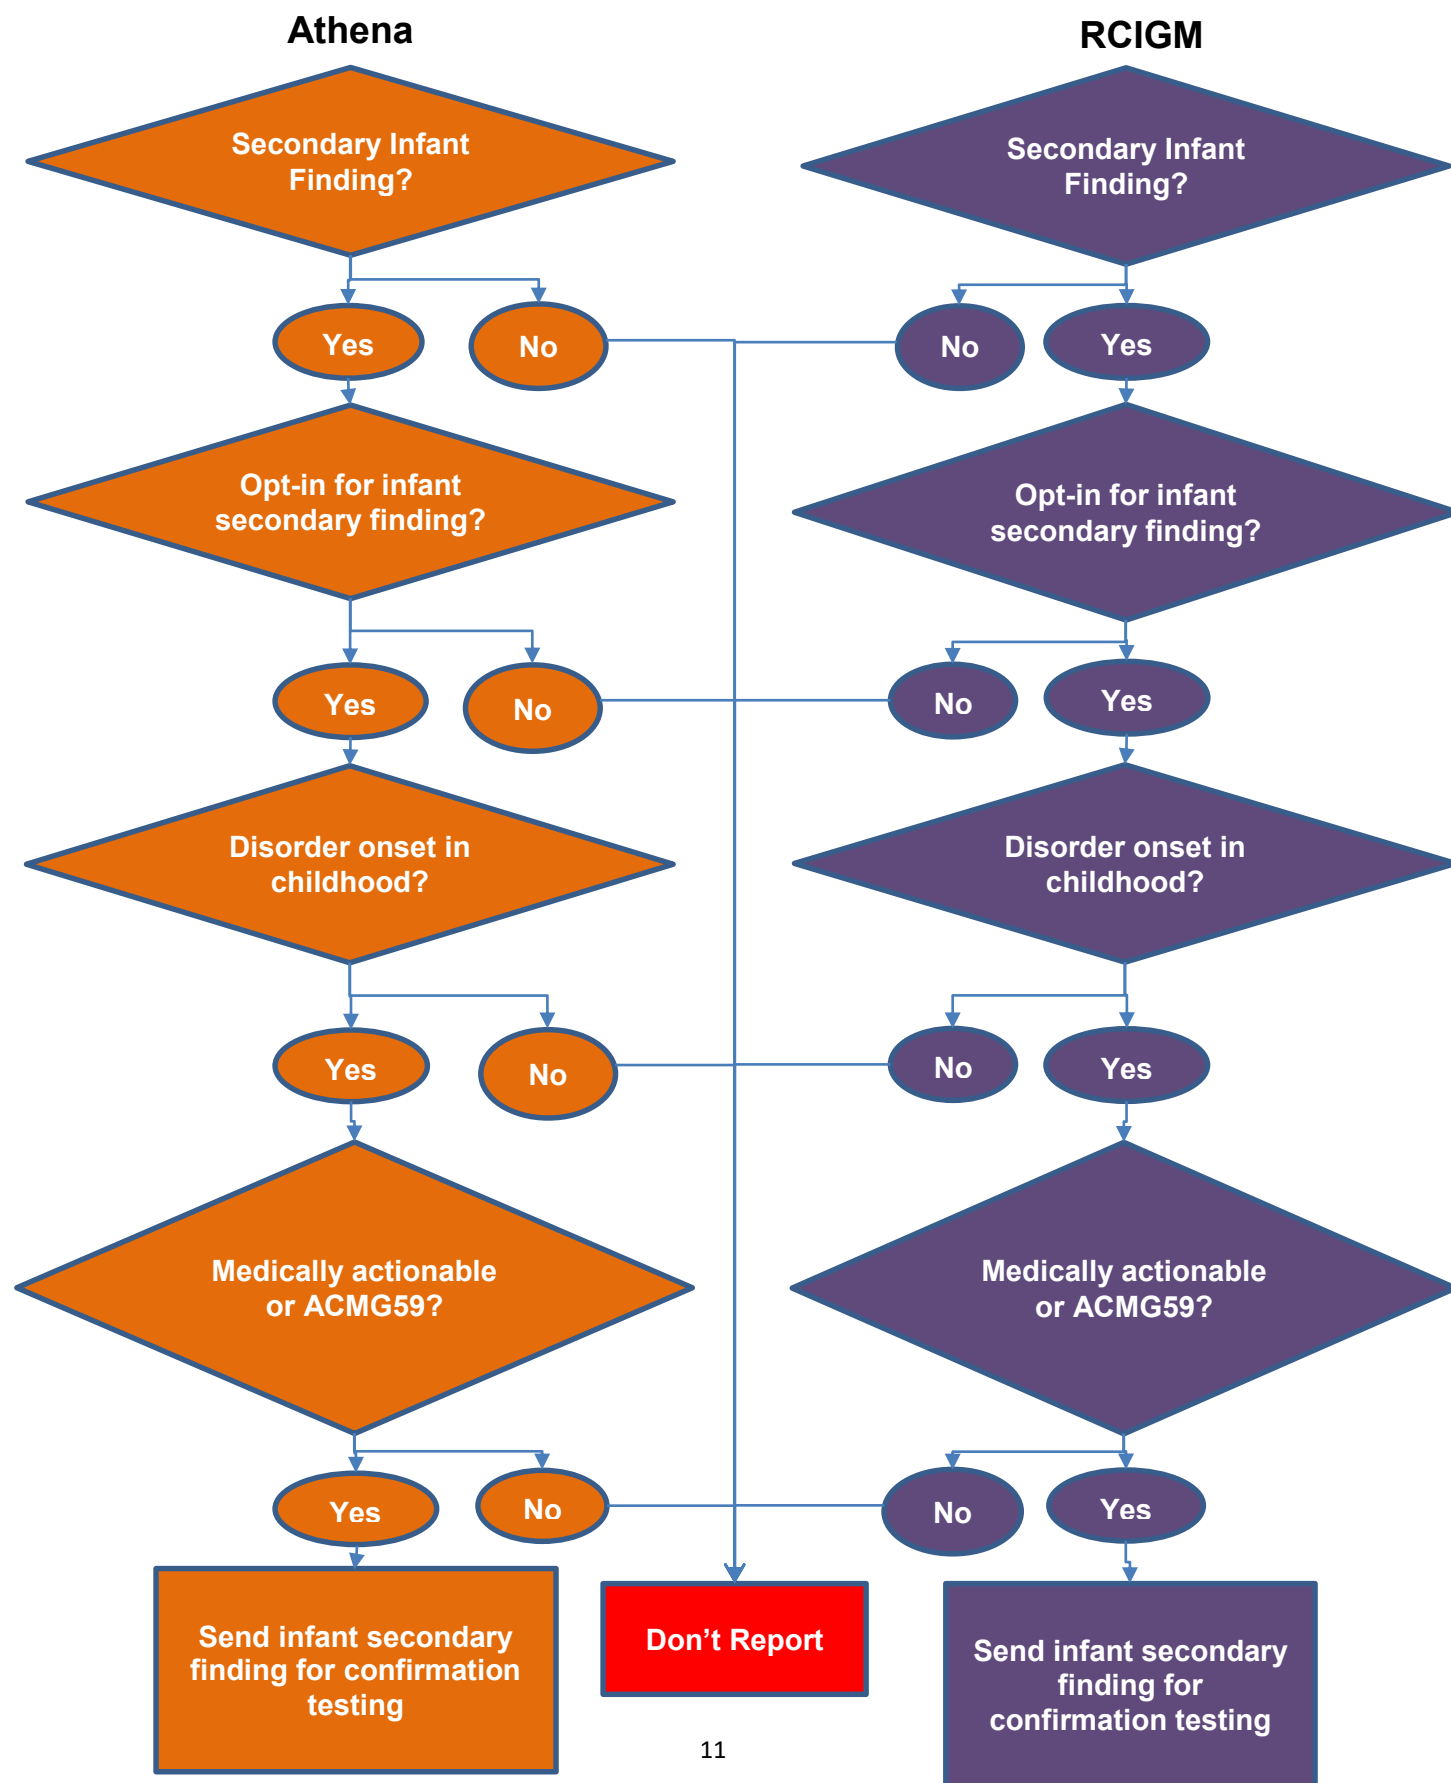 Athena
RCIGM
Secondary Infant
Finding?
Secondary Infant
Finding?
Yes
No
No
Yes
Opt-in for infant
secondary finding?
Opt-in for infant
secondary finding?
Yes
No
No
Yes
Disorder onset in
childhood?
Disorder onset in
childhood?
Yes
No
No
Yes
Medically actionable
or ACMG59?
Medically actionable
or ACMG59?
Yes
No
No
Yes
Send infant secondary
finding for confirmation
testing
Don’t Report
Send infant secondary
finding for
confirmation testing
11